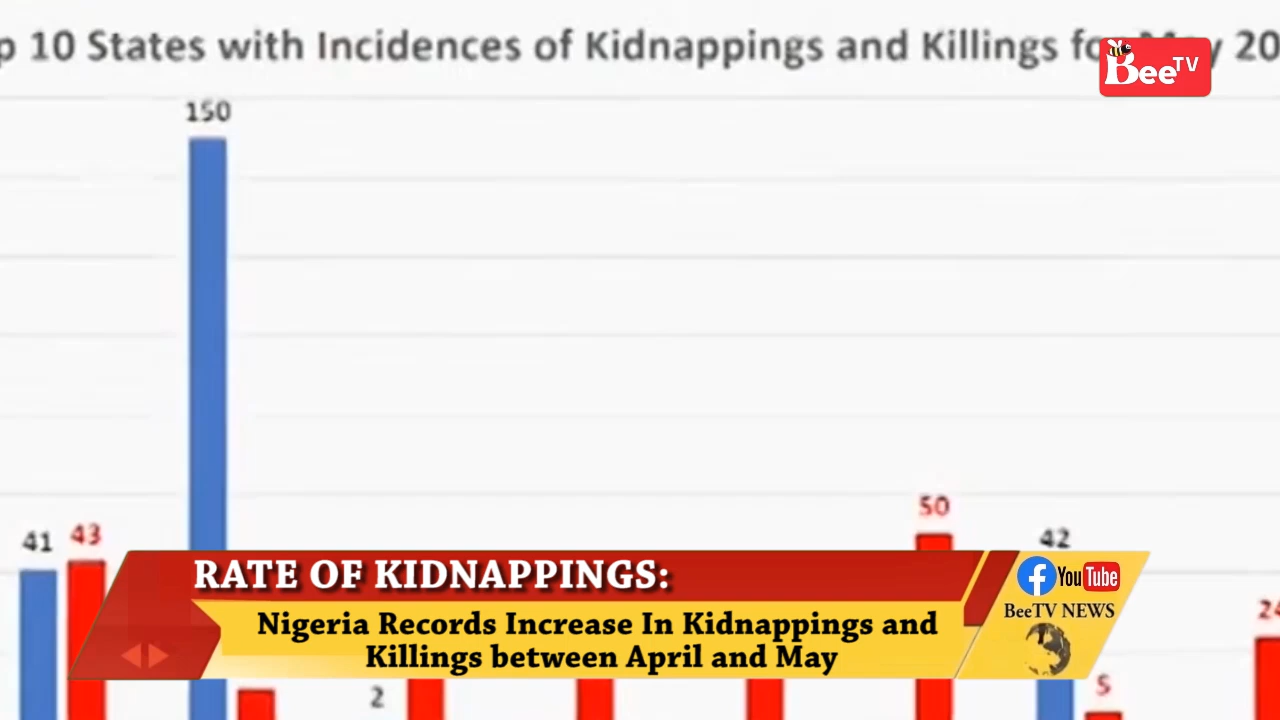 10 States with Incidences of Kidnappings and Killings
BeeTV
150
50
41
43
42
RATE OF KIDNAPPINGS:
YouTube
Nigeria Records Increase In Kidnappings and
Killings between April and May
BeeTV NEWS
2
5